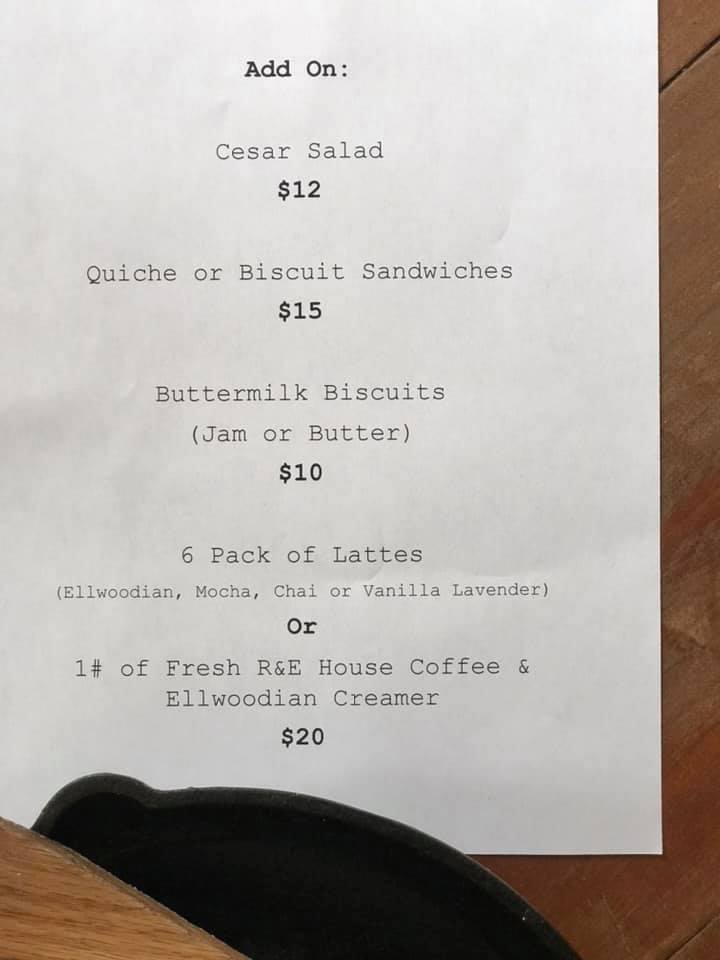 Add On:
Cesar Salad
$12
Quiche or Biscuit Sandwiches
$15
Buttermilk Biscuits
(Jam or Butter)
$10
6 Pack of Lattes
(Ellwoodian, Mocha, Chai or Vanilla Lavender)
Or
1# of Fresh R&E House Coffee &
Ellwoodian Creamer
$20